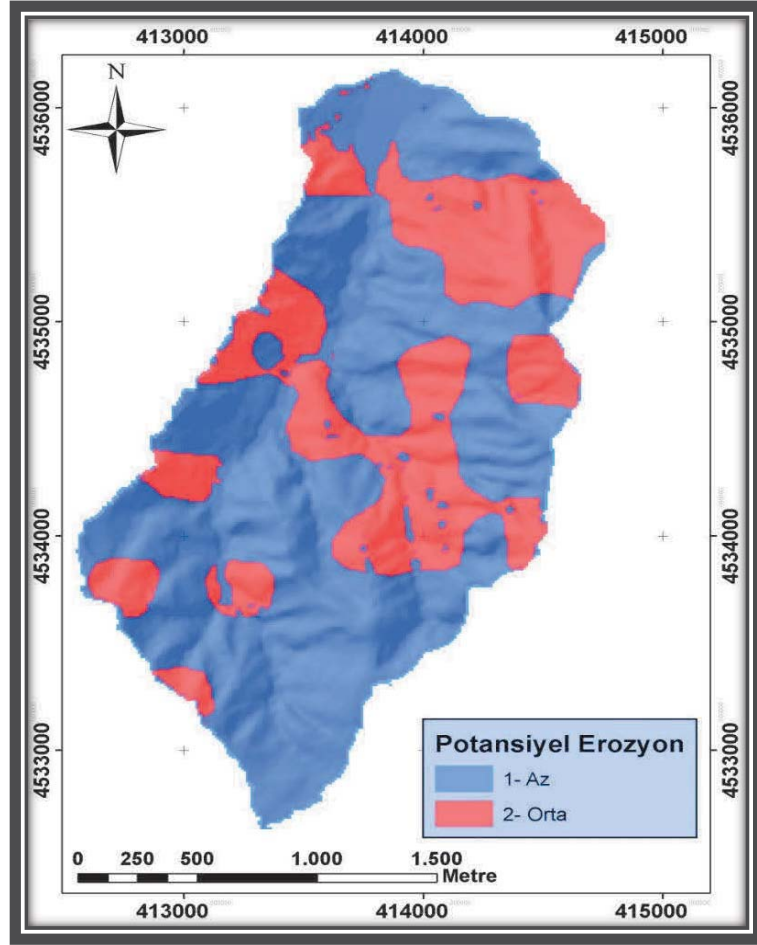 413000 414000 415000
N
4536000 4536000
4535000 4535000
4534000 4534000
4533000 4533000
Potansiyel Erozyon
1- Az
2- Orta
0 250 500 1.000 1.500
Metre
413000 414000 415000